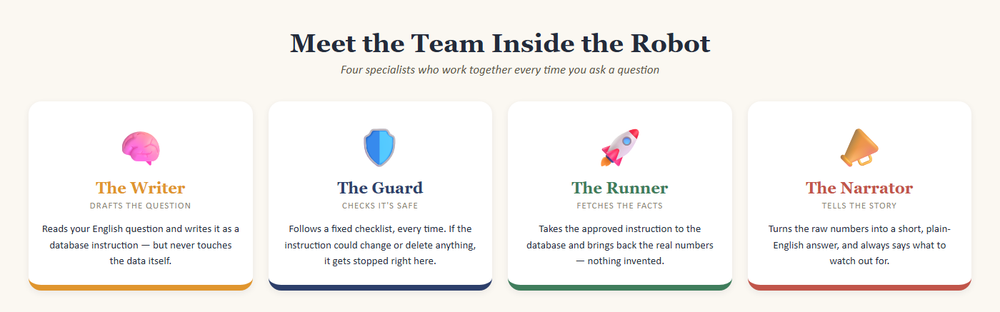 Meet the Team Inside the Robot
Four specialists who work together every time you ask a question
The Writer
DRAFTS THE QUESTION
Reads your English question and writes it as a
database instruction — but never touches
the data itself.
The Guard
CHECKS IT'S SAFE
Follows a fixed checklist, every time. If the
instruction could change or delete anything,
it gets stopped right here.
The Runner
FETCHES THE FACTS
Takes the approved instruction to the
database and brings back the real numbers
— nothing invented.
The Narrator
TELLS THE STORY
Turns the raw numbers into a short, plain-
English answer, and always says what to
watch out for.